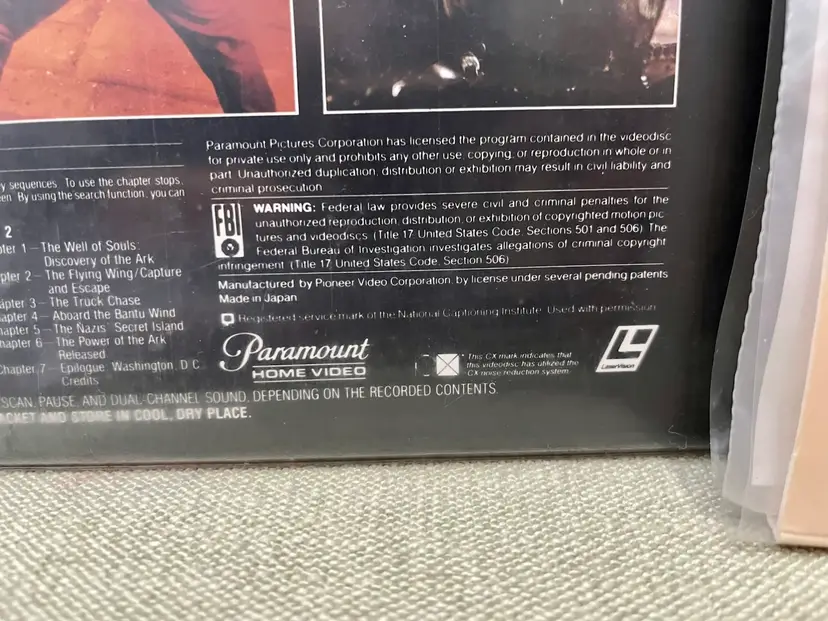 Paramount Pictures Corporation has licensed the program contained in the videodisc
for private use only and prohibits any other use, copying, or reproduction in whole or in
part. Unauthorized duplication, distribution or exhibition may result in civil liability and
criminal prosecution
FBI
WARNING: Federal law provides severe civil and criminal penalties for the
unauthorized reproduction, distribution, or exhibition of copyrighted motion pic
tures and videodiscs (Title 17 United States Code, Sections 501 and 506) The
Federal Bureau of Investigation investigates allegations of criminal copyright
infringement (Title 17 United States Code, Section 506)
Manufactured by Pioneer Video Corporation, by license under several pending patents
Made in Japan
Registered service mark of the National Captioning Institute. Used with permission
Paramount
HOME VIDEO
This CX mark indicates that
this videodisc has utilized the
CX noise reduction system.
LaserVision
y sequences. To use the chapter stops,
en. By using the search function, you can
2
pter 1—The Well of Souls:
Discovery of the Ark
pter 2—The Flying Wing/Capture
and Escape
apter 3—The Truck Chase
apter 4—Aboard the Bantu Wind
hapter 5—The Nazis' Secret Island
hapter 6—The Power of the Ark
Released
Chapter 7—Epilogue: Washington, D.C.
Credits
SCAN, PAUSE, AND DUAL-CHANNEL SOUND, DEPENDING ON THE RECORDED CONTENTS.
ACKET AND STORE IN COOL, DRY PLACE.